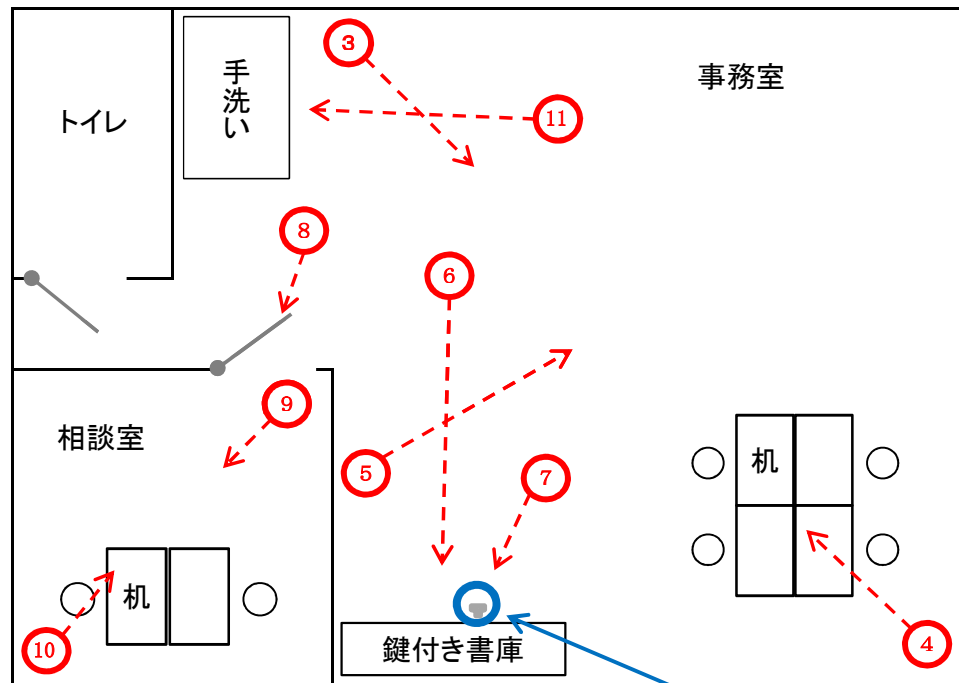 ③
手洗い
事務室
トイレ
⑪
⑧
⑥
⑨
相談室
⑤
⑦
机
机
⑩
鍵付き書庫
④